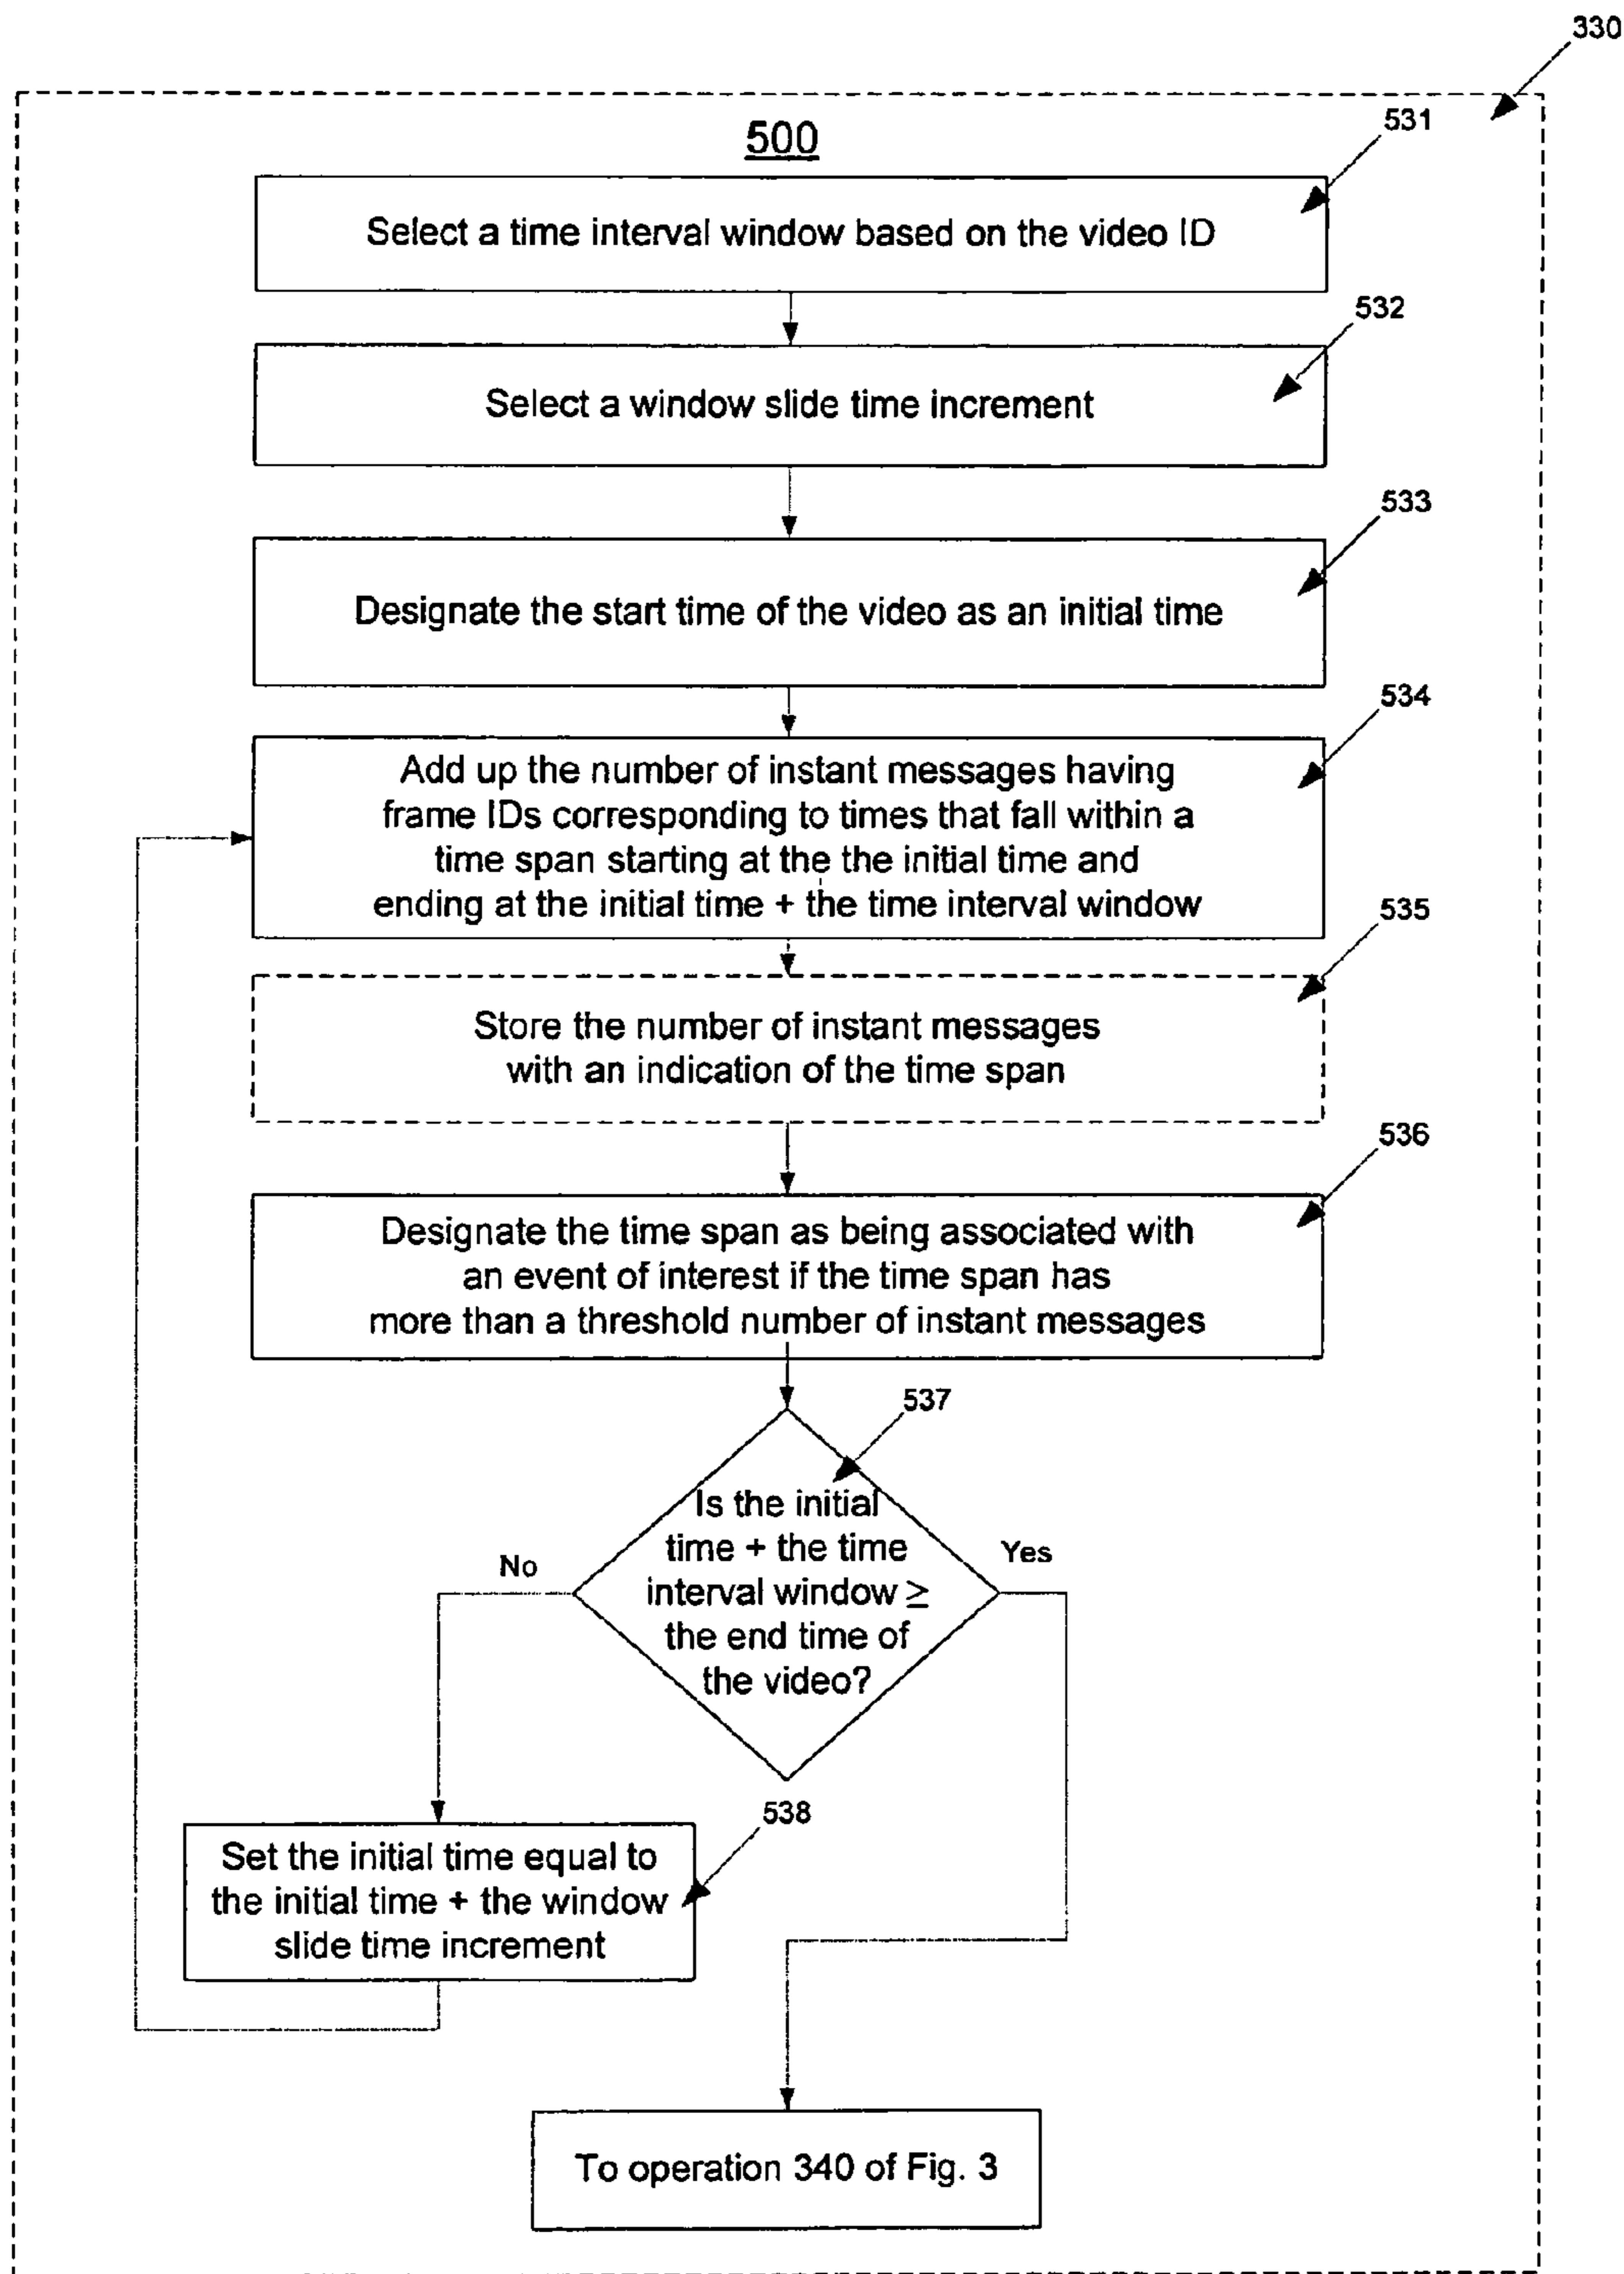 330
500
531
Select a time interval window based on the video ID
532
Select a window slide time increment
533
Designate the start time of the video as an initial time
534
Add up the number of instant messages having
frame IDs corresponding to times that fall within a
time span starting at the the initial time and
ending at the initial time + the time interval window
535
Store the number of instant messages
with an indication of the time span
536
Designate the time span as being associated with
an event of interest if the time span has
more than a threshold number of instant messages
537
Is the initial
time + the time
interval window ≥
the end time of
the video?
No
Yes
538
Set the initial time equal to
the initial time + the window
slide time increment
To operation 340 of Fig. 3